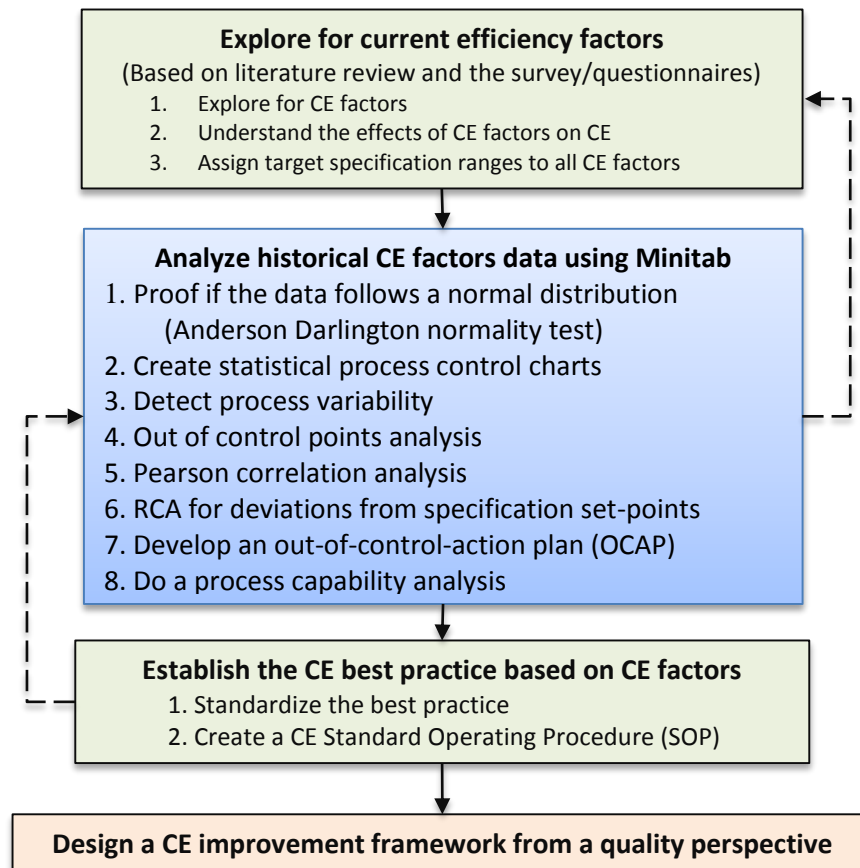 Explore for current efficiency factors
(Based on literature review and the survey/questionnaires)
1. Explore for CE factors
2. Understand the effects of CE factors on CE
3. Assign target specification ranges to all CE factors
Analyze historical CE factors data using Minitab
1. Proof if the data follows a normal distribution
(Anderson Darlington normality test)
2. Create statistical process control charts
3. Detect process variability
4. Out of control points analysis
5. Pearson correlation analysis
6. RCA for deviations from specification set-points
7. Develop an out-of-control-action plan (OCAP)
8. Do a process capability analysis
Establish the CE best practice based on CE factors
1. Standardize the best practice
2. Create a CE Standard Operating Procedure (SOP)
Design a CE improvement framework from a quality perspective